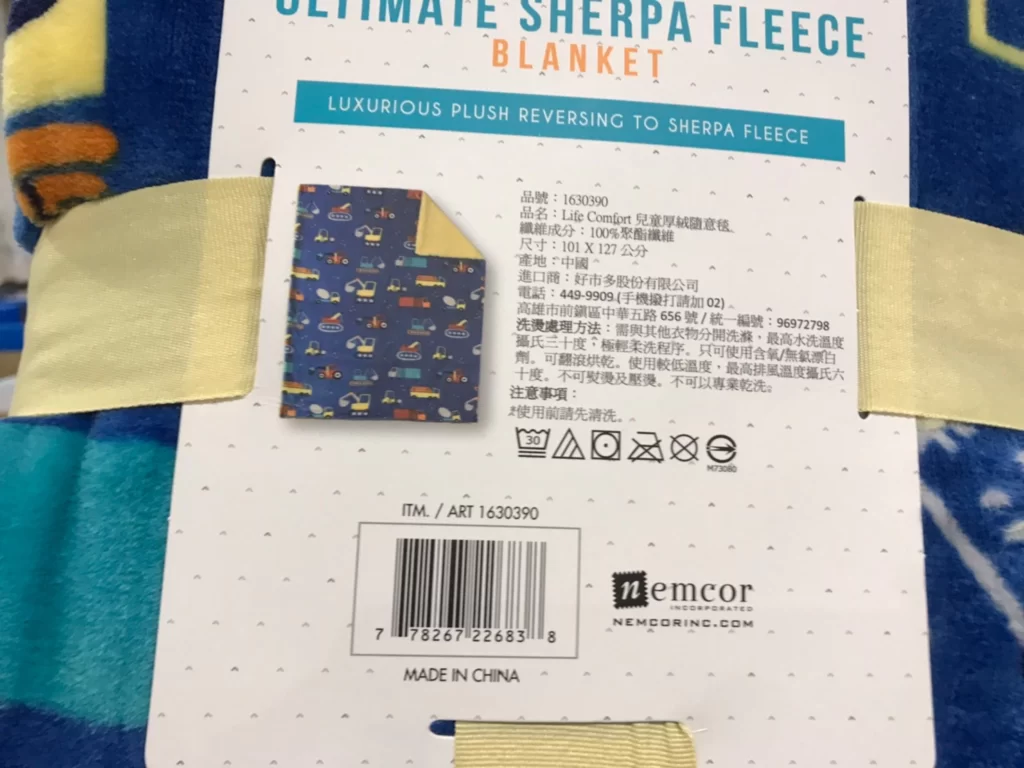 ULTIMATE SHERPA FLEECE
BLANKET
LUXURIOUS PLUSH REVERSING TO SHERPA FLEECE
品號：1630390
品名：Life Comfort 兒童厚絨隨意毯
纖維成分：100%聚酯纖維
尺寸：101 X 127 公分
產地：中國
進口商：好市多股份有限公司
電話：449-9909 (手機撥打請加 02)
高雄市前鎮區中華五路 656 號 / 統一編號：96972798
洗燙處理方法：需與其他衣物分開洗滌，最高水洗溫度
攝氏三十度，極輕柔洗程序。只可使用含氧/無氯漂白
劑。可翻滾烘乾。使用較低溫度，最高排風溫度攝氏六
十度。不可熨燙及壓燙。不可以專業乾洗。
注意事項：
*使用前請先清洗。
30
M73080
ITM. / ART 1630390
7 78267 22683 8
MADE IN CHINA
nemcor
INCORPORATED
NEMCORINC.COM